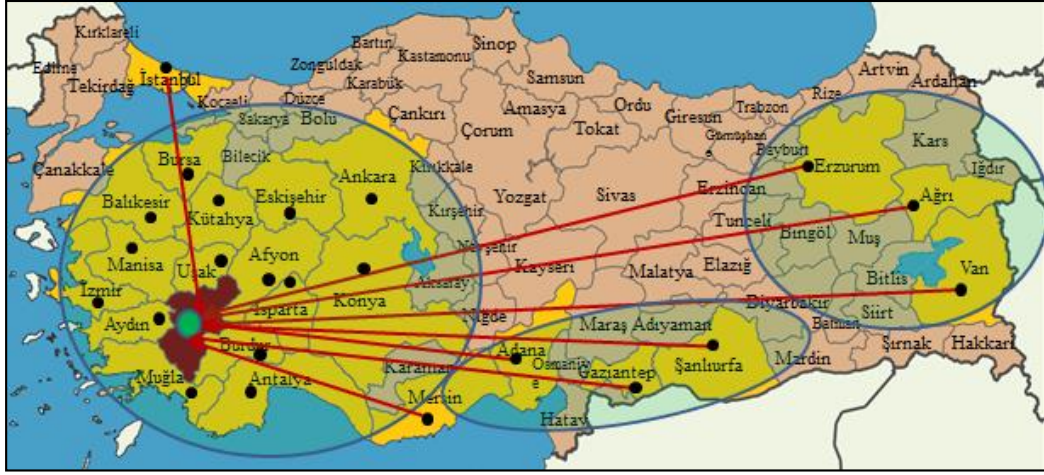 Kırklareli
Edirne
Tekirdağ
İstanbul
Kocaeli
Çanakkale
Zonguldak
Bartın
Karabük
Kastamonu
Sinop
Düzce
Bolu
Sakarya
Bilecik
Çankırı
Samsun
Amasya
Çorum
Tokat
Ordu
Giresun
Trabzon
Gümüşhan
Rize
Artvin
Ardahan
Bayburt
Erzurum
Kars
Iğdır
Ağrı
Bursa
Balıkesir
Kütahya
Eskişehir
Ankara
Kırıkkale
Kırşehir
Yozgat
Sivas
Erzincan
Tunceli
Bingöl
Muş
Bitlis
Van
Manisa
Uşak
Afyon
Konya
Aksaray
Nevşehir
Kayseri
Malatya
Elazığ
Diyarbakır
Siirt
Batman
Şırnak
Hakkari
Mardin
Izmir
Aydın
Isparta
Niğde
Maraş
Adıyaman
Şanlıurfa
Adana
Osmaniy
e
Gaziantep
Hatay
Burdur
Muğla
Antalya
Karaman
Mersin